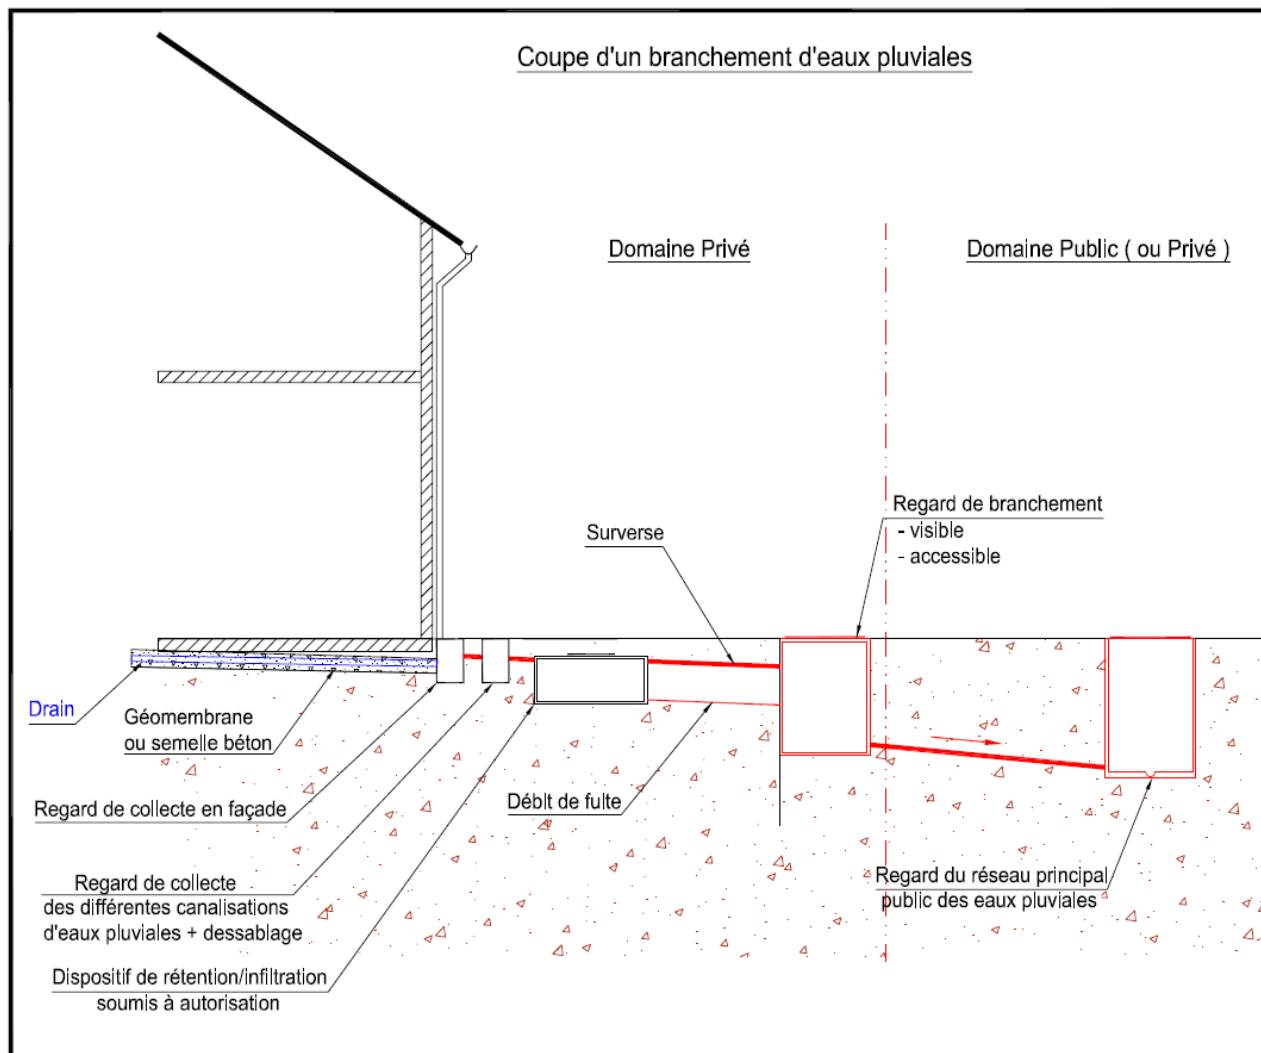 Coupe d'un branchement d'eaux pluviales
Domaine Privé
Domaine Public ( ou Privé )
Regard de branchement
- visible
- accessible
Surverse
Drain
Géomembrane
ou semelle béton
Regard de collecte en façade
Débit de fuite
Regard de collecte
des différentes canalisations
d'eaux pluviales + dessablage
Regard du réseau principal
public des eaux pluviales
Dispositif de rétention/infiltration
soumis à autorisation